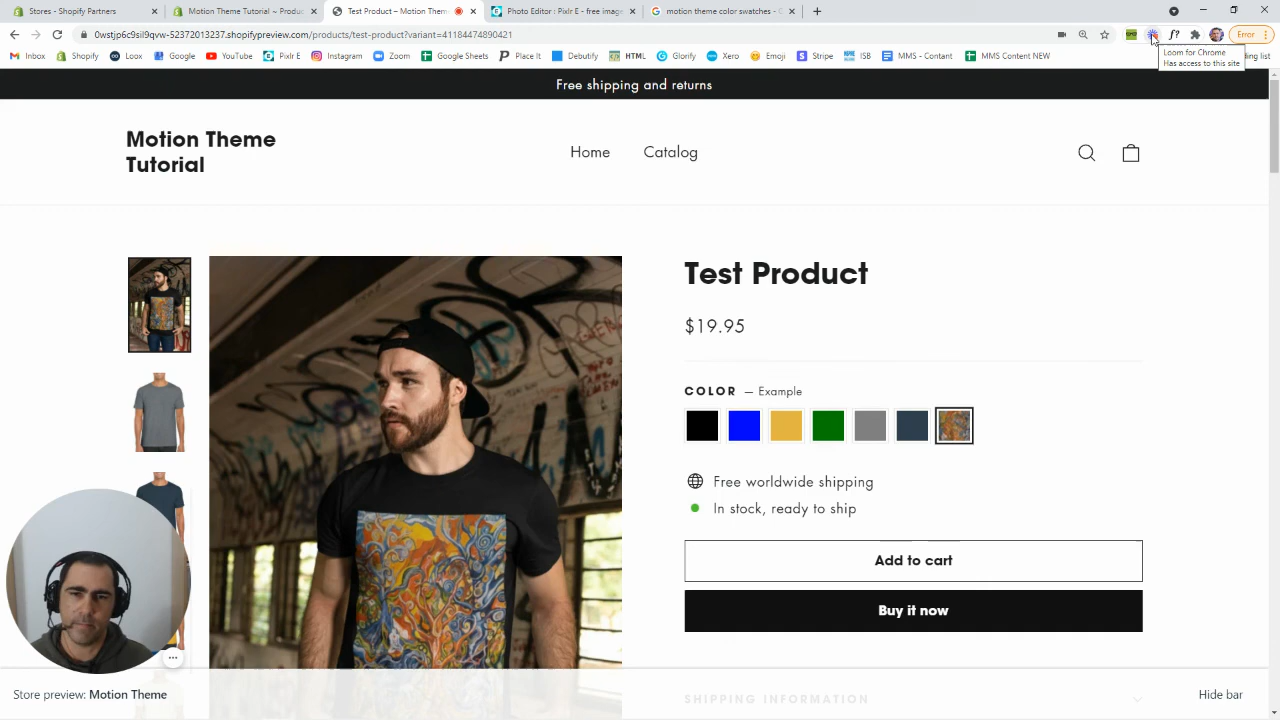 Stores - Shopify Partners
Motion Theme Tutorial ~ Produc
Test Product – Motion Them
Photo Editor : Pixlr E - free imag
motion theme color swatches - G
0wstjp6c9sil9qvw-52372013237.shopifypreview.com/products/test-product?variant=41184474890421
Error
Inbox
Shopify
Loox
Google
YouTube
Pixlr E
Instagram
Zoom
Google Sheets
Place It
Debutify
HTML
Glorify
Xero
Emoji
Stripe
ISB
MMS - Contant
MMS Content NEW
ing list
Loom for Chrome
Has access to this site
Free shipping and returns
Motion Theme
Tutorial
Home
Catalog
Test Product
$19.95
COLOR — Example
Free worldwide shipping
In stock, ready to ship
Add to cart
Buy it now
SHIPPING INFORMATION
Store preview: Motion Theme
Hide bar